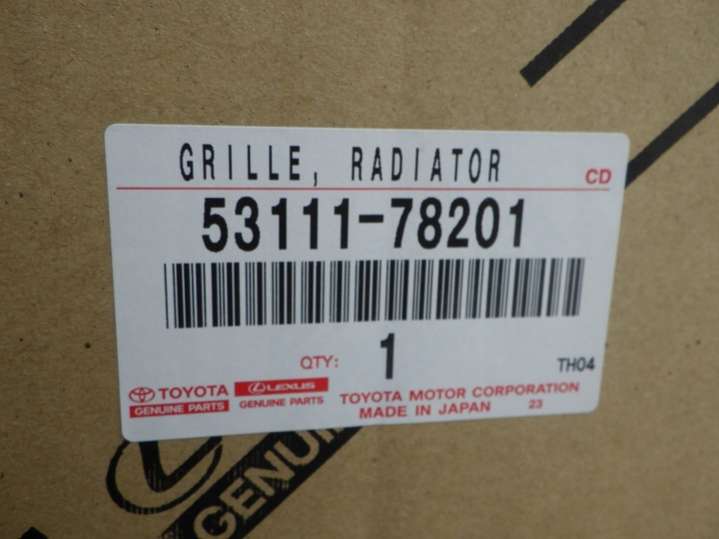 GRILLE, RADIATOR
CD
53111-78201
QTY: 1
TH04
TOYOTA
GENUINE PARTS
LEXUS
GENUINE PARTS
TOYOTA MOTOR CORPORATION
MADE IN JAPAN 23
GENUIN